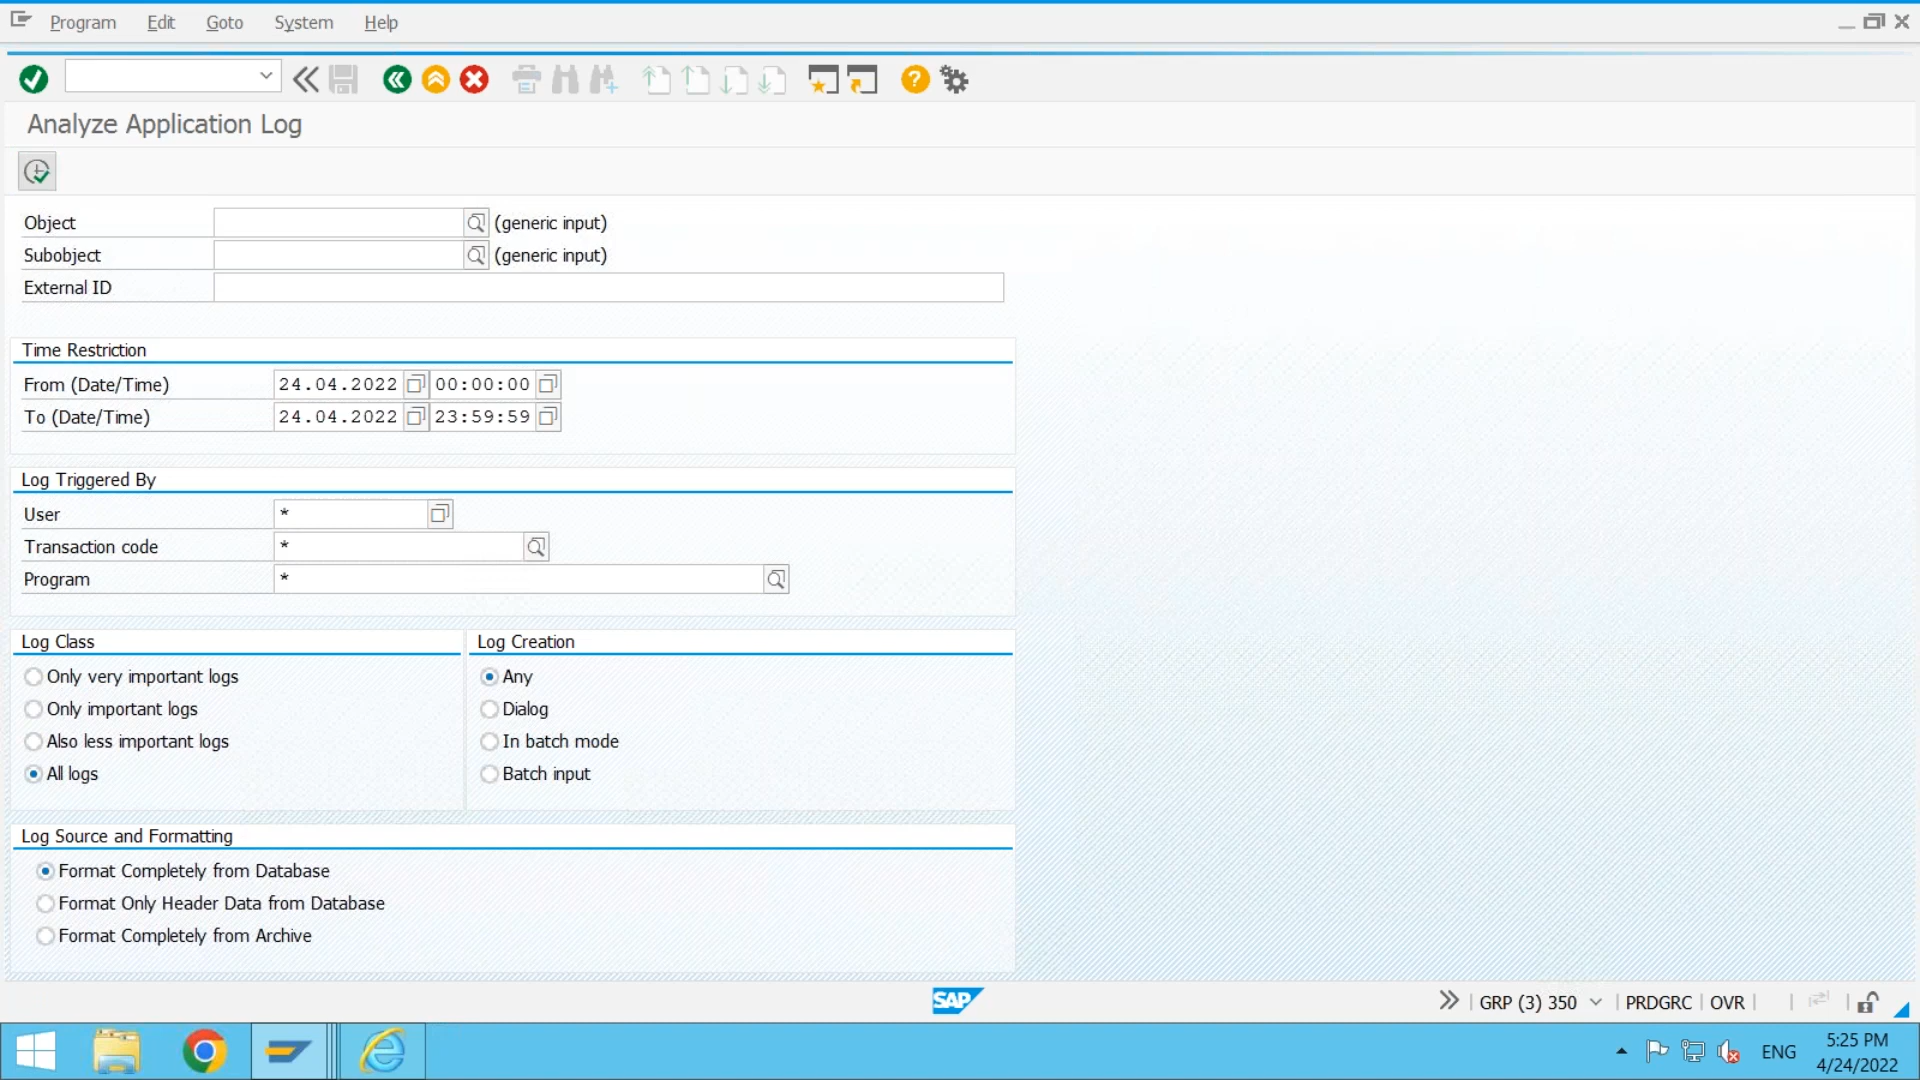 Program Edit Goto System Help
Analyze Application Log
Object (generic input)
Subobject (generic input)
External ID
Time Restriction
From (Date/Time) 24.04.2022 00:00:00
To (Date/Time) 24.04.2022 23:59:59
Log Triggered By
User *
Transaction code *
Program *
Log Class Log Creation
Only very important logs Any
Only important logs Dialog
Also less important logs In batch mode
All logs Batch input
Log Source and Formatting
Format Completely from Database
Format Only Header Data from Database
Format Completely from Archive
SAP GRP (3) 350 PRDGRC OVR
ENG 5:25 PM
4/24/2022